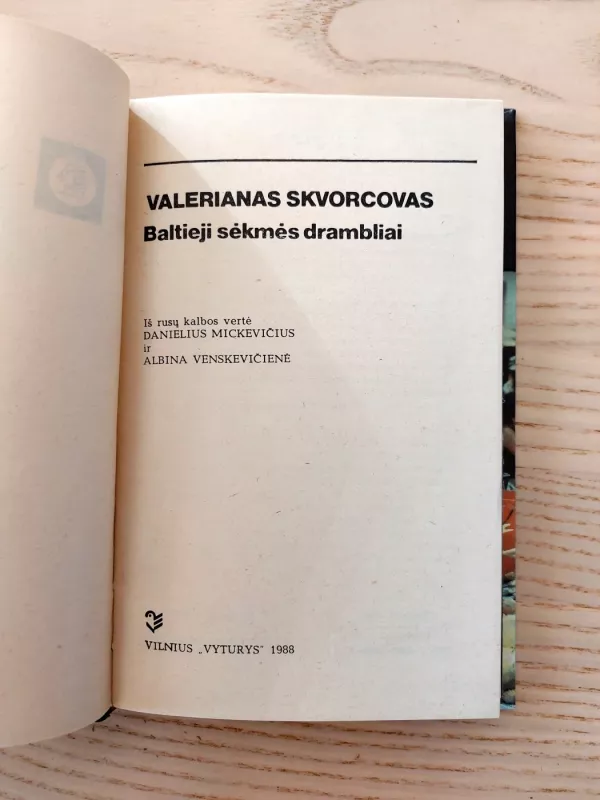 VALERIANAS SKVORCOVAS
Baltieji sėkmės drambliai
Iš rusų kalbos vertė
DANIELIUS MICKEVIČIUS
ir
ALBINA VENSKEVIČIENĖ
VILNIUS „VYTURYS“ 1988